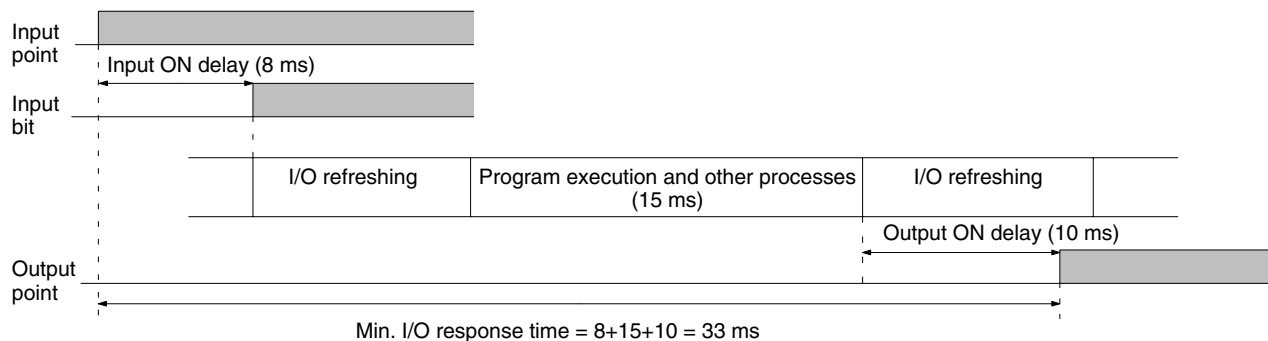 Input
point
Input ON delay (8 ms)
Input
bit
I/O refreshing
Program execution and other processes
(15 ms)
I/O refreshing
Output ON delay (10 ms)
Output
point
Min. I/O response time = 8+15+10 = 33 ms